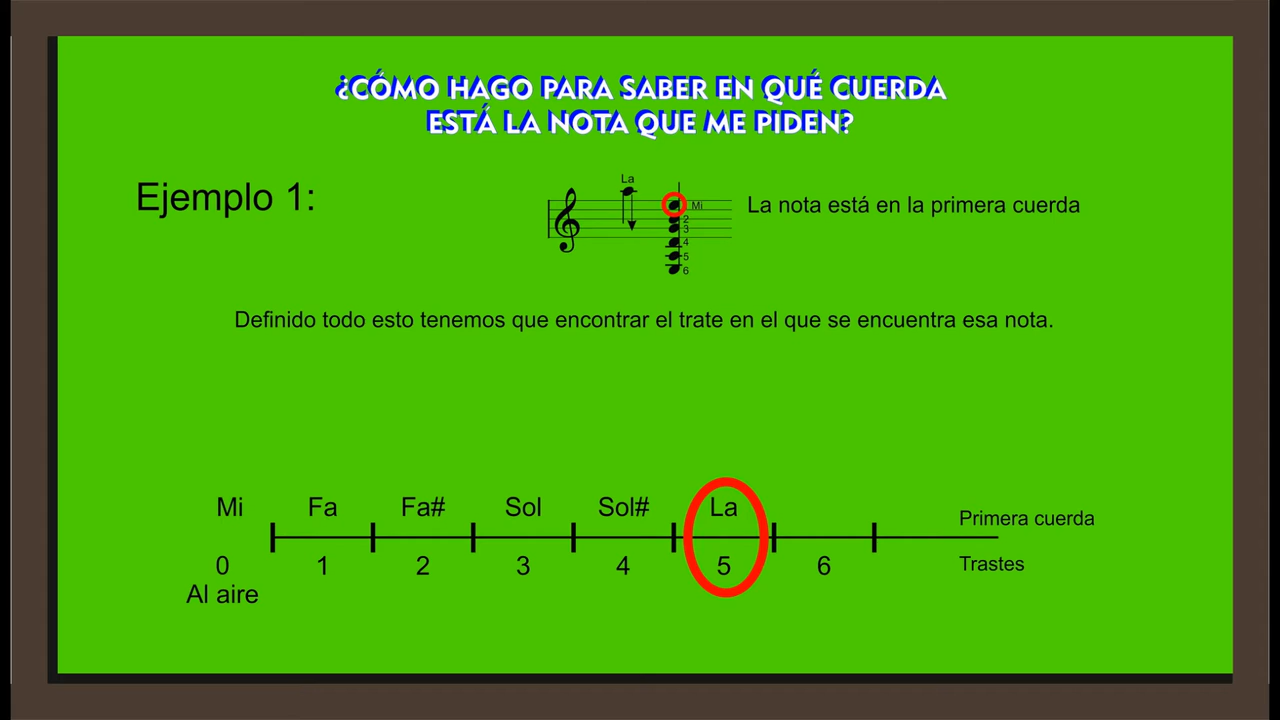 ¿CÓMO HAGO PARA SABER EN QUÉ CUERDA
ESTÁ LA NOTA QUE ME PIDEN?
Ejemplo 1:
La
Mi
2
3
4
5
6
La nota está en la primera cuerda
Definido todo esto tenemos que encontrar el trate en el que se encuentra esa nota.
Mi Fa Fa# Sol Sol# La
Primera cuerda
0 1 2 3 4 5 6
Trastes
Al aire